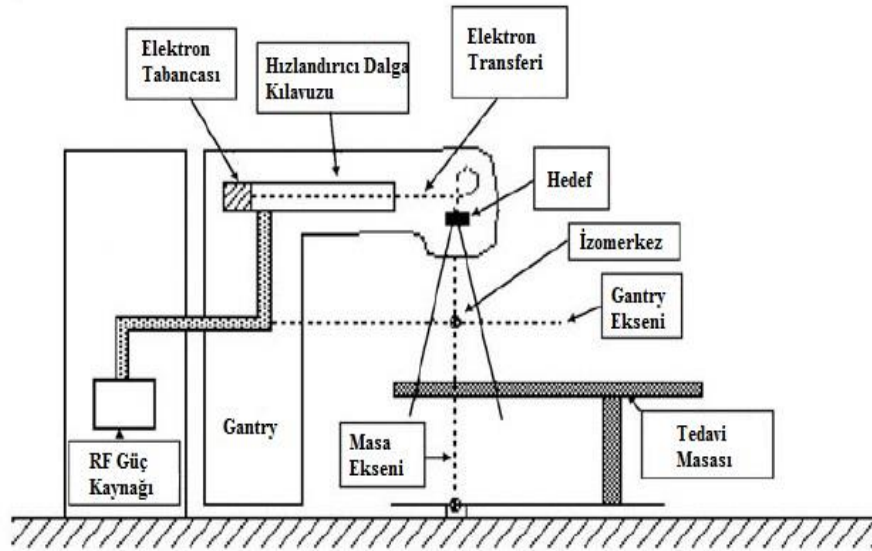 Elektron
Tabancası
Hızlandırıcı Dalga
Kılavuzu
Elektron
Transferi
Hedef
İzomerkez
Gantry
Ekseni
Gantry
Masa
Ekseni
Tedavi
Masası
RF Güç
Kaynağı